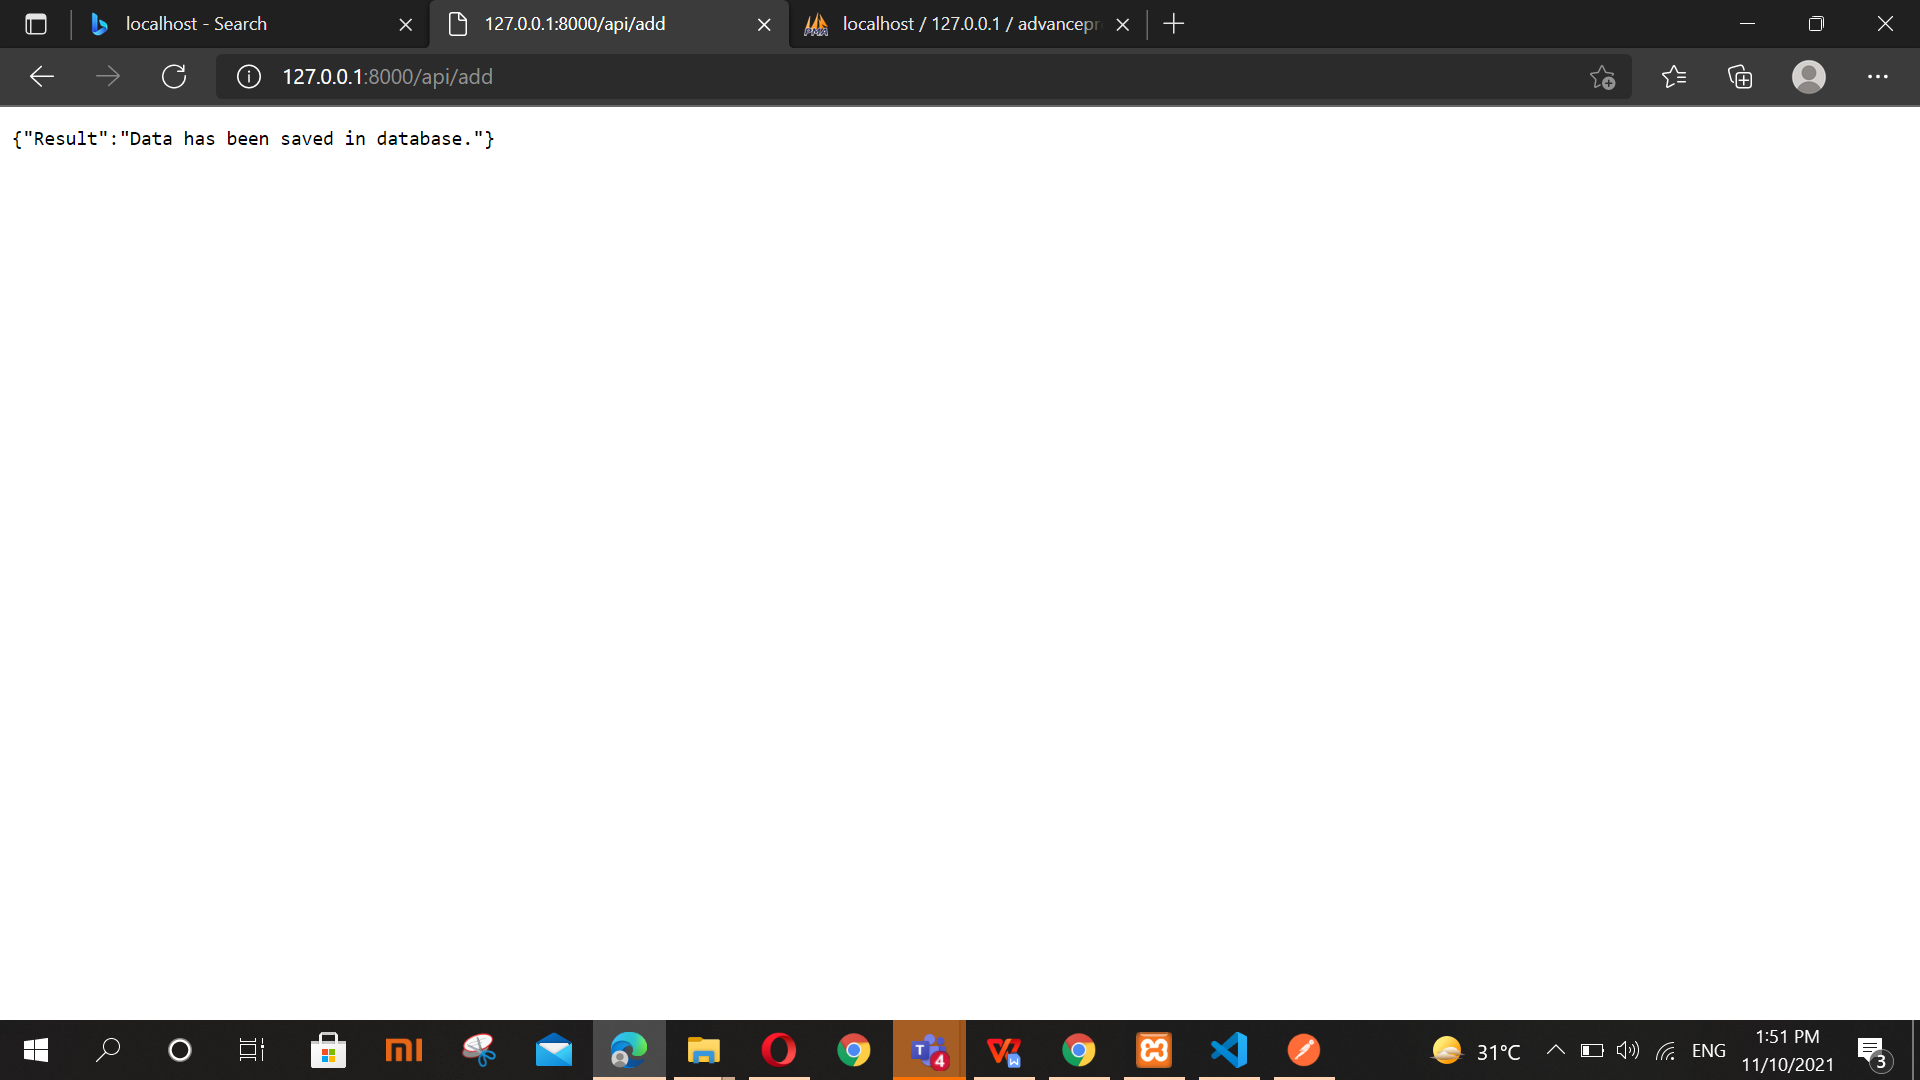 localhost - Search
127.0.0.1:8000/api/add
localhost / 127.0.0.1 / advancepr
127.0.0.1:8000/api/add
{"Result":"Data has been saved in database."}
31°C
ENG
1:51 PM
11/10/2021
3
4